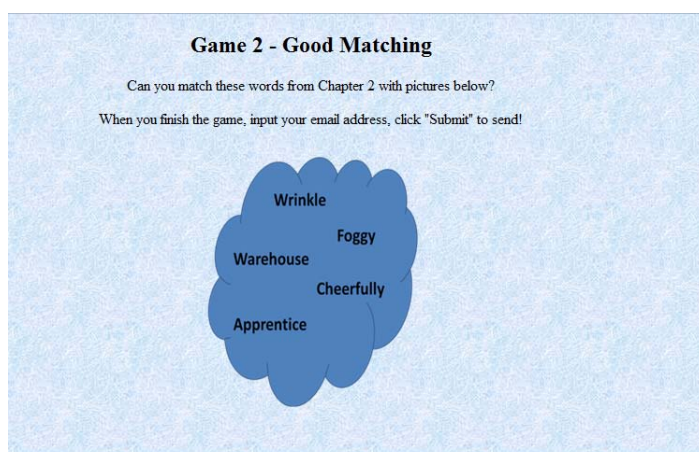 Game 2 - Good Matching
Can you match these words from Chapter 2 with pictures below?
When you finish the game, input your email address, click "Submit" to send!
Wrinkle
Foggy
Warehouse
Cheerfully
Apprentice